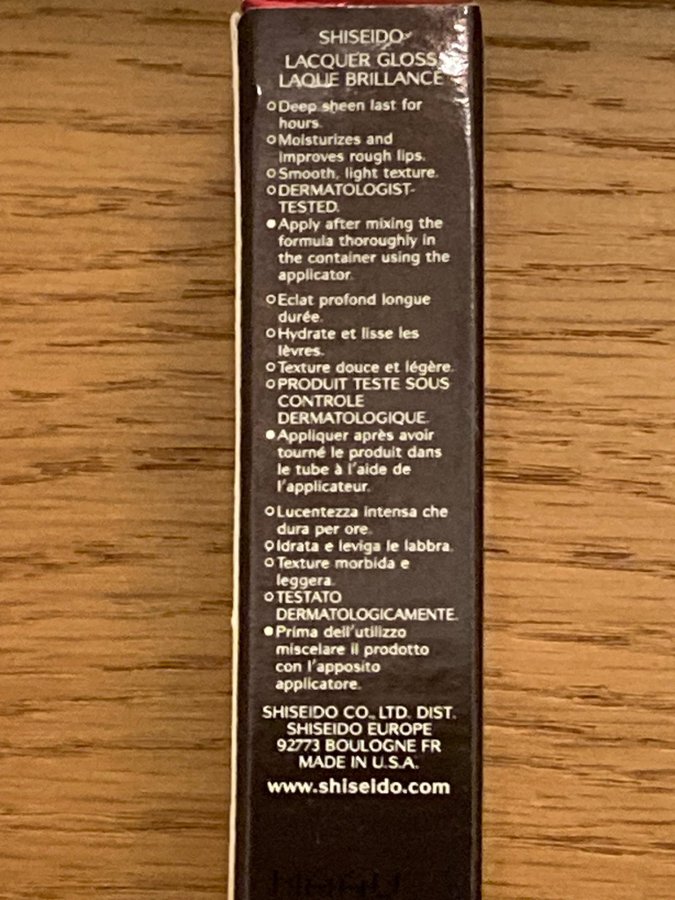 SHISEIDO
LACQUER GLOSS
LAQUE BRILLANCE
○Deep sheen last for
hours.
○Moisturizes and
improves rough lips.
○Smooth, light texture.
○DERMATOLOGIST-
TESTED.
●Apply after mixing the
formula thoroughly in
the container using the
applicator.
○Eclat profond longue
durée.
○Hydrate et lisse les
lèvres.
○Texture douce et légère.
○PRODUIT TESTE SOUS
CONTROLE
DERMATOLOGIQUE.
●Appliquer après avoir
tourné le produit dans
le tube à l'aide de
l'applicateur.
○Lucentezza intensa che
dura per ore.
○Idrata e leviga le labbra.
○Texture morbida e
leggera.
○TESTATO
DERMATOLOGICAMENTE.
●Prima dell'utilizzo
miscelare il prodotto
con l'apposito
applicatore.
SHISEIDO CO., LTD. DIST.
SHISEIDO EUROPE
92773 BOULOGNE FR
MADE IN U.S.A.
www.shiseido.com